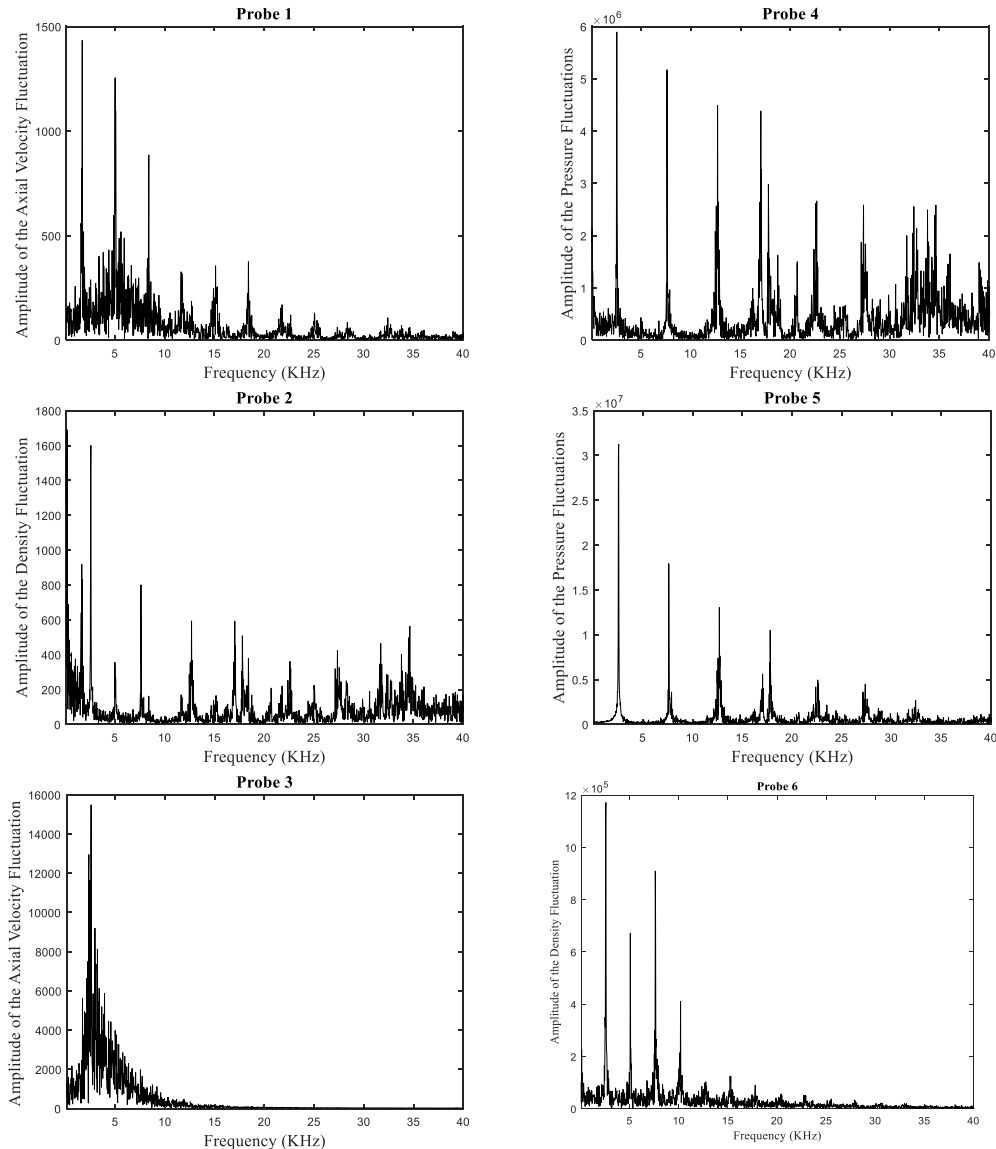 Probe 1
Amplitude of the Axial Velocity Fluctuation
1500
1000
500
0
5 10 15 20 25 30 35 40
Frequency (KHz)
Probe 4
×10⁶
Amplitude of the Pressure Fluctuations
6
5
4
3
2
1
0
5 10 15 20 25 30 35 40
Frequency (KHz)
Probe 2
Amplitude of the Density Fluctuation
1800
1600
1400
1200
1000
800
600
400
200
0
5 10 15 20 25 30 35 40
Frequency (KHz)
Probe 5
×10⁷
Amplitude of the Pressure Fluctuations
3.5
3
2.5
2
1.5
1
0.5
0
5 10 15 20 25 30 35 40
Frequency (KHz)
Probe 3
Amplitude of the Axial Velocity Fluctuation
16000
14000
12000
10000
8000
6000
4000
2000
0
5 10 15 20 25 30 35 40
Frequency (KHz)
Probe 6
×10⁵
Amplitude of the Density Fluctuation
12
10
8
6
4
2
0
5 10 15 20 25 30 35 40
Frequency (KHz)